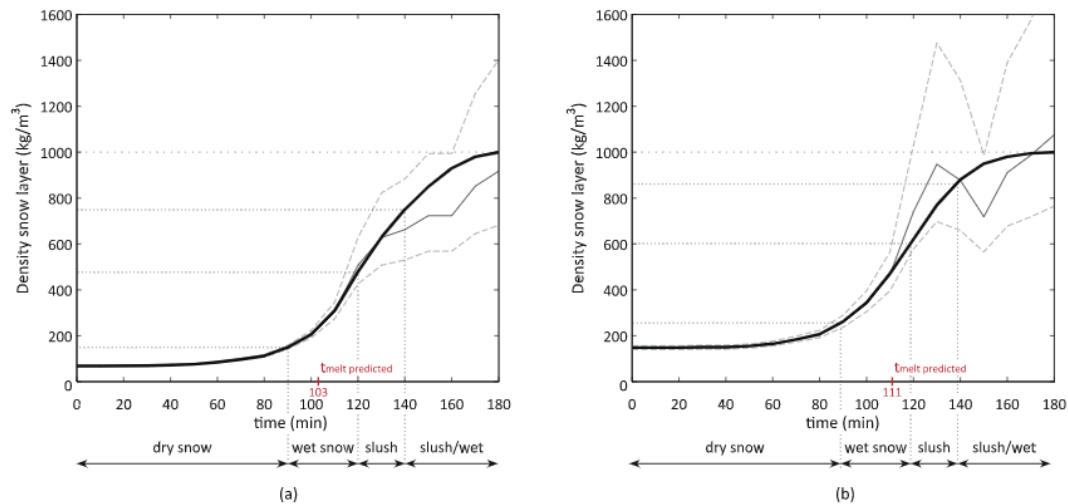 1600
1400
1200
1000
800
600
400
200
0
Density snow layer (kg/m³)
tmelt predicted
103
0 20 40 60 80 100 120 140 160 180
time (min)
dry snow wet snow slush slush/wet
(a)
1600
1400
1200
1000
800
600
400
200
0
Density snow layer (kg/m³)
tmelt predicted
111
0 20 40 60 80 100 120 140 160 180
time (min)
dry snow wet snow slush slush/wet
(b)